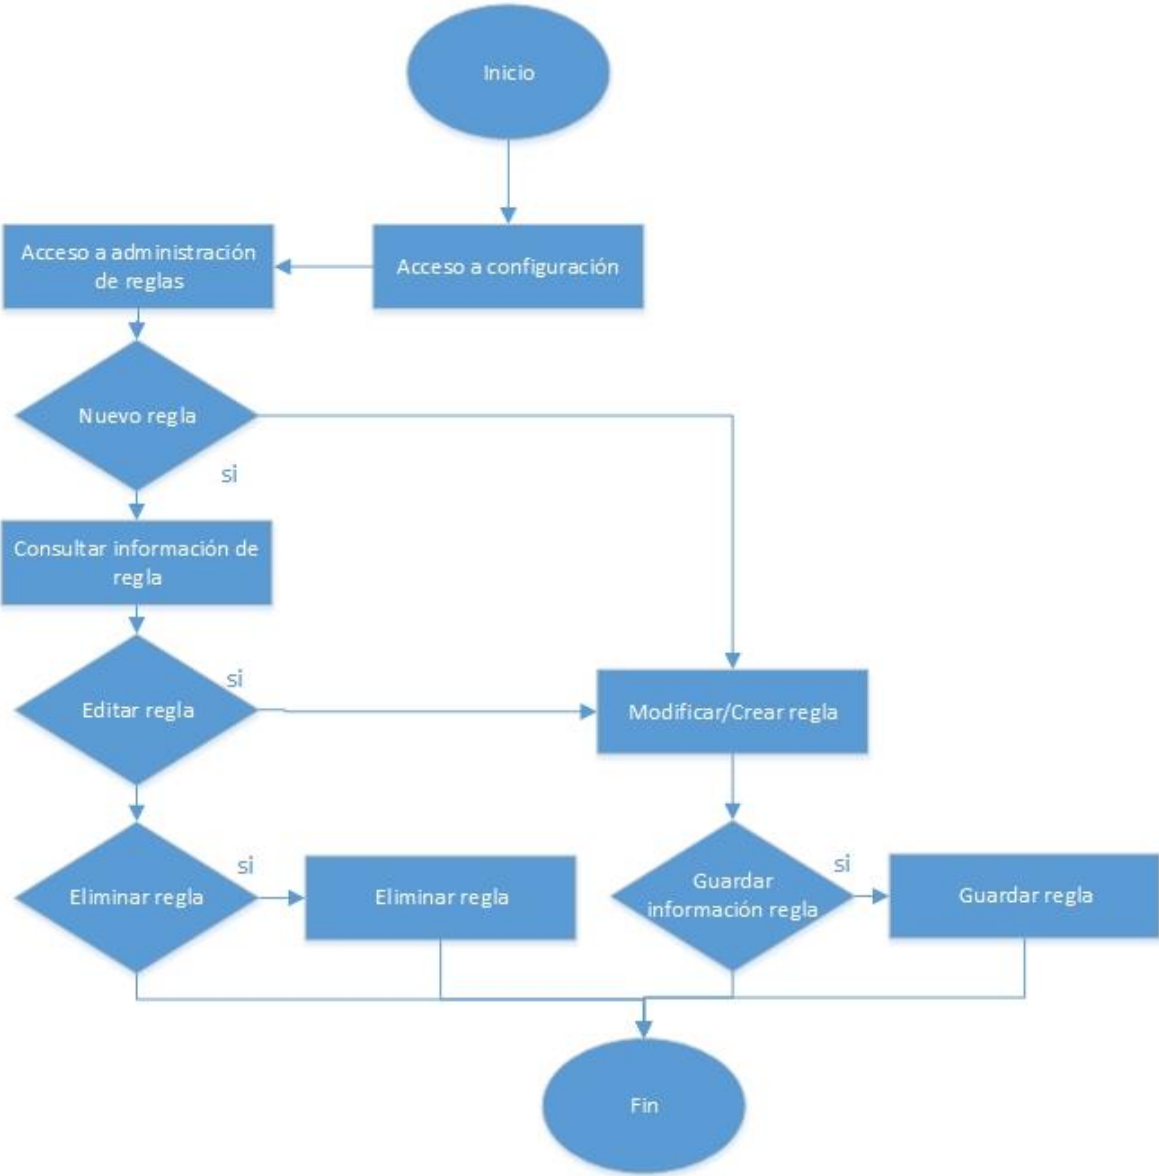 Inicio
Acceso a administración
de reglas
Acceso a configuración
Nuevo regla
si
Consultar información de
regla
si
Editar regla
Modificar/Crear regla
si
Eliminar regla
Eliminar regla
si
Guardar
información regla
Guardar regla
Fin